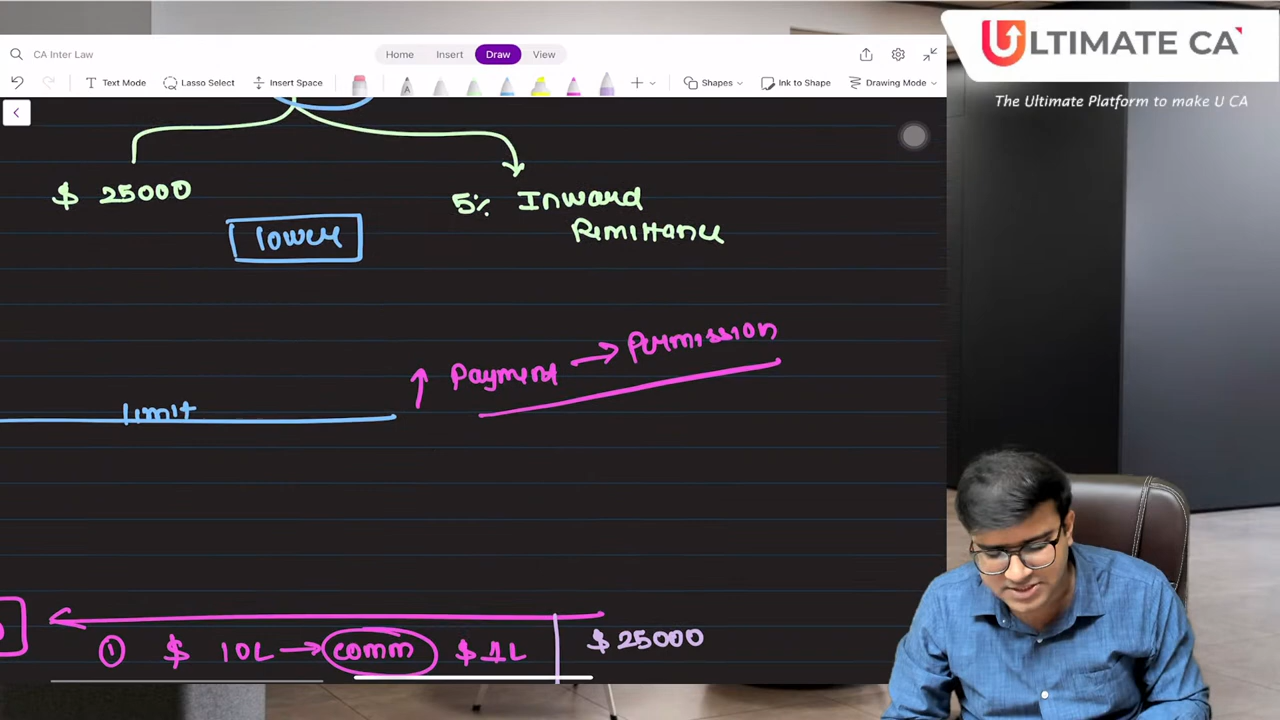 CA Inter Law
Home Insert Draw View
Text Mode Lasso Select Insert Space Shapes Ink to Shape Drawing Mode
ULTIMATE CA
The Ultimate Platform to make U CA
$ 25000
5% Inward
Remittance
lower
↑ Payment → Permission
limit
① $ 10L → comm $ 1L $ 25000